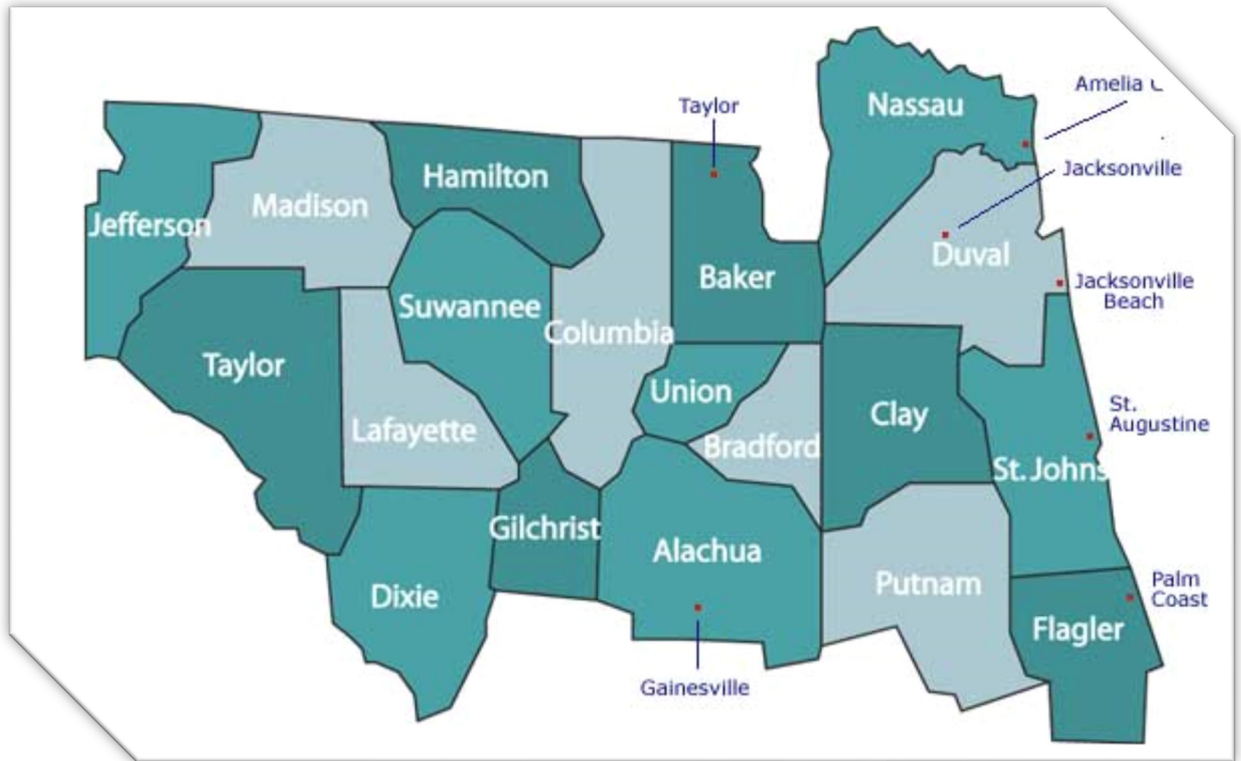 Amelia
Nassau
Taylor
Jacksonville
Hamilton
Madison
Jefferson
Duval
Baker
Jacksonville
Beach
Suwannee
Columbia
Taylor
Union
St.
Augustine
Clay
Lafayette
Bradford
St. Johns
Gilchrist
Alachua
Palm
Coast
Putnam
Dixie
Flagler
Gainesville